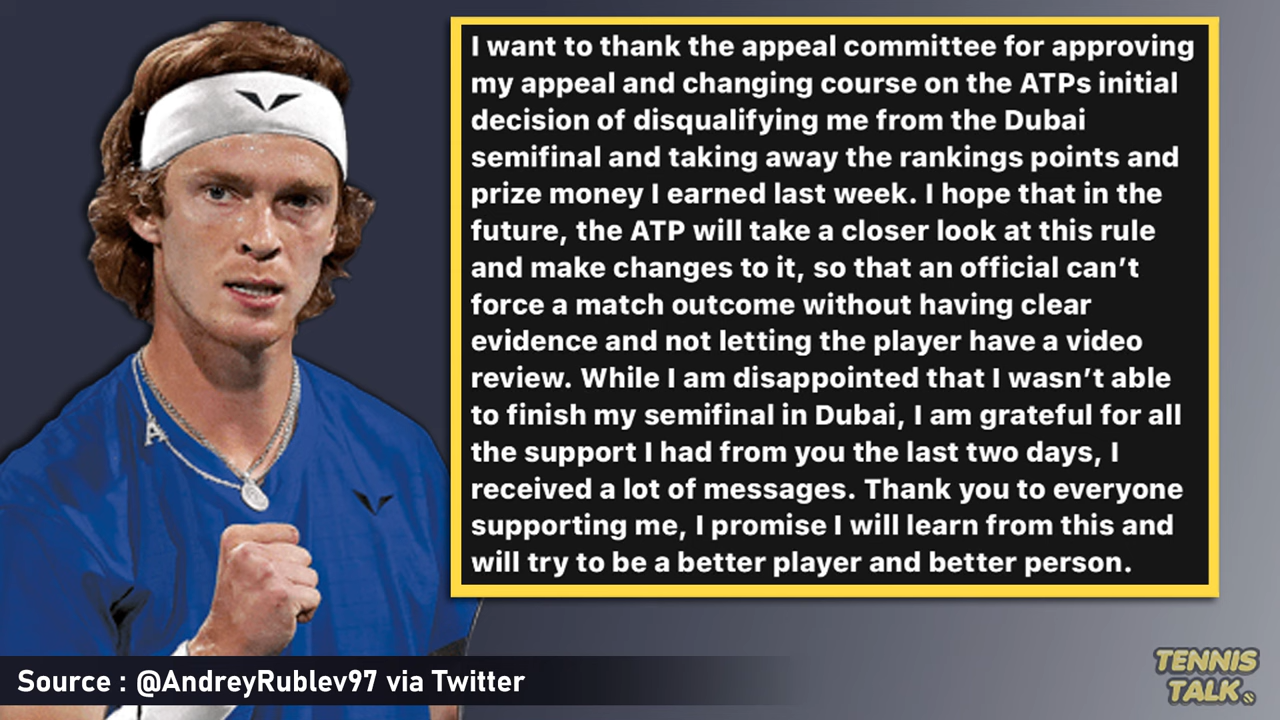 I want to thank the appeal committee for approving
my appeal and changing course on the ATPs initial
decision of disqualifying me from the Dubai
semifinal and taking away the rankings points and
prize money I earned last week. I hope that in the
future, the ATP will take a closer look at this rule
and make changes to it, so that an official can’t
force a match outcome without having clear
evidence and not letting the player have a video
review. While I am disappointed that I wasn’t able
to finish my semifinal in Dubai, I am grateful for all
the support I had from you the last two days, I
received a lot of messages. Thank you to everyone
supporting me, I promise I will learn from this and
will try to be a better player and better person.
A
Source : @AndreyRublev97 via Twitter
TENNIS
TALK